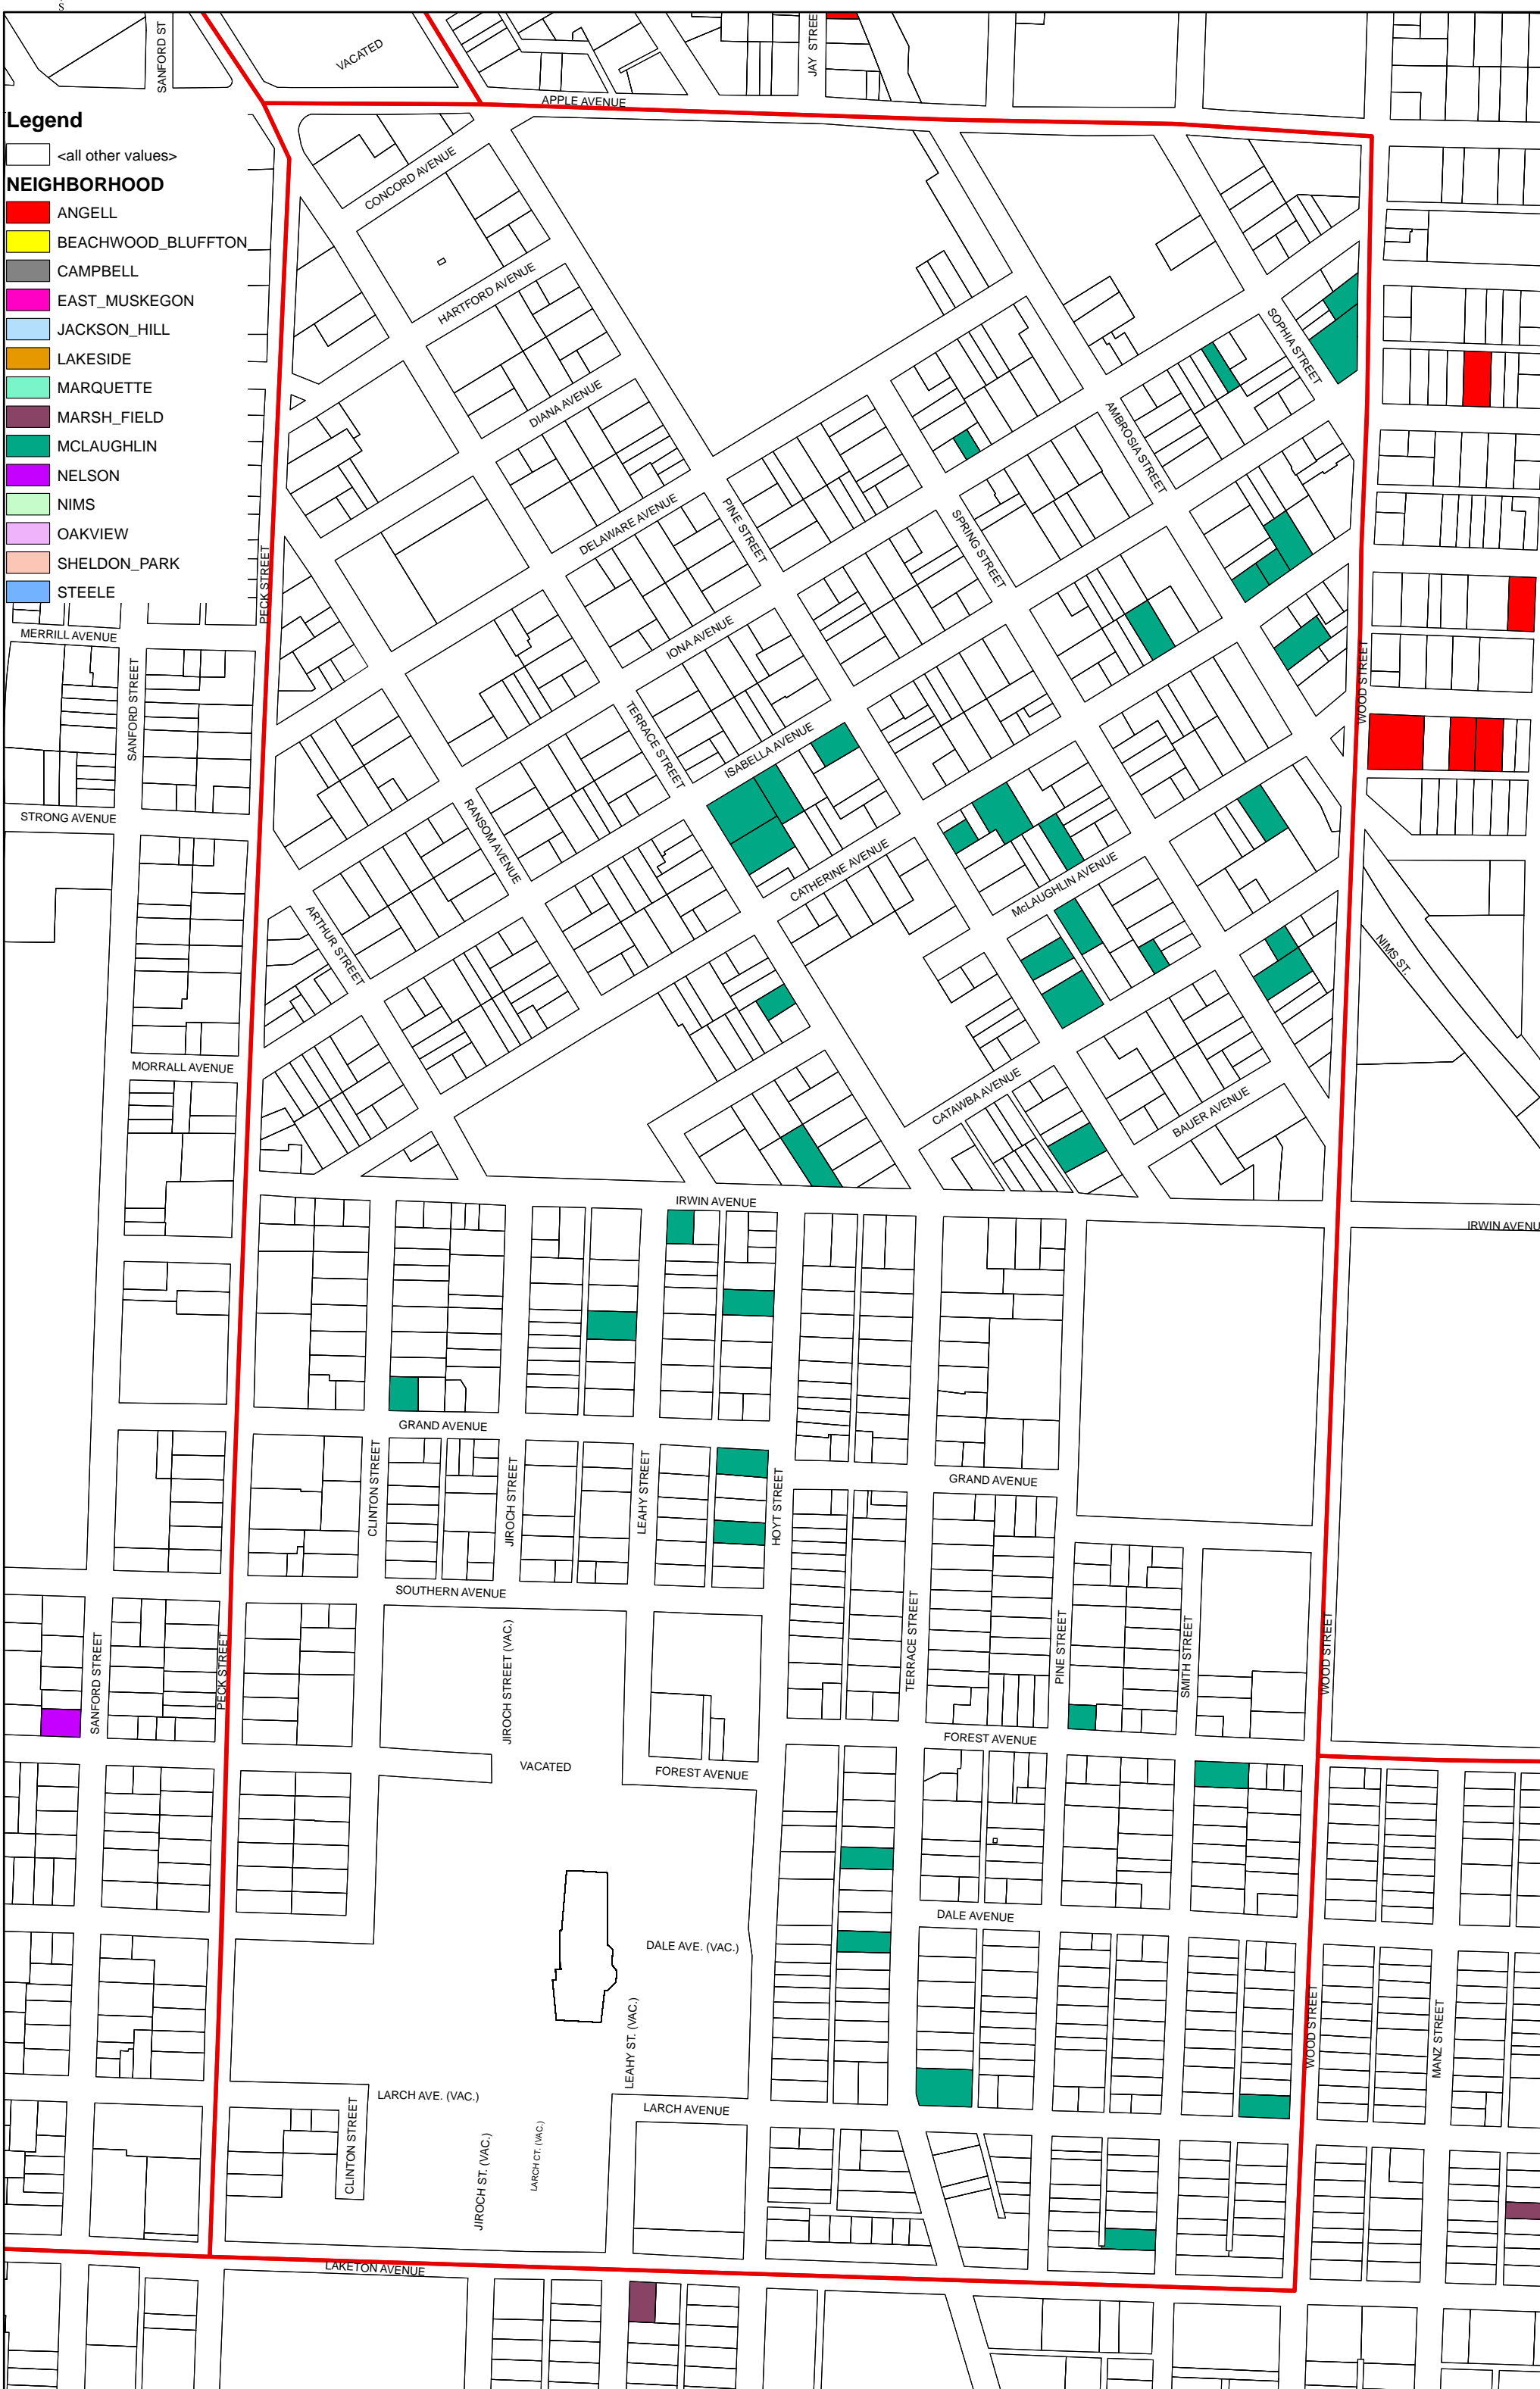 S
SANFORD ST
VACATED
JAY STREET
APPLE AVENUE
Legend
<all other values>
NEIGHBORHOOD
ANGELL
BEACHWOOD_BLUFFTON
CAMPBELL
EAST_MUSKEGON
JACKSON_HILL
LAKESIDE
MARQUETTE
MARSH_FIELD
MCLAUGHLIN
NELSON
NIMS
OAKVIEW
SHELDON_PARK
STEELE
CONCORD AVENUE
HARTFORD AVENUE
DIANA AVENUE
SOPHIA STREET
AMBROSIA STREET
DELAWARE AVENUE
PINE STREET
SPRING STREET
PECK STREET
MERRILL AVENUE
IONA AVENUE
SANFORD STREET
TERRACE STREET
WOOD STREET
ISABELLA AVENUE
STRONG AVENUE
RANSOM AVENUE
CATHERINE AVENUE
McLAUGHLIN AVENUE
ARTHUR STREET
NIMS ST.
MORRALL AVENUE
CATAWBA AVENUE
BAUER AVENUE
IRWIN AVENUE
IRWIN AVENU
GRAND AVENUE
CLINTON STREET
JIROCH STREET
LEAHY STREET
HOYT STREET
GRAND AVENUE
SOUTHERN AVENUE
SANFORD STREET
PECK STREET
JIROCH STREET (VAC.)
TERRACE STREET
PINE STREET
SMITH STREET
WOOD STREET
FOREST AVENUE
VACATED
FOREST AVENUE
DALE AVENUE
DALE AVE. (VAC.)
LEAHY ST. (VAC.)
WOOD STREET
MANZ STREET
LARCH AVE. (VAC.)
LARCH AVENUE
CLINTON STREET
JIROCH ST. (VAC.)
LARCH CT. (VAC.)
LAKETON AVENUE